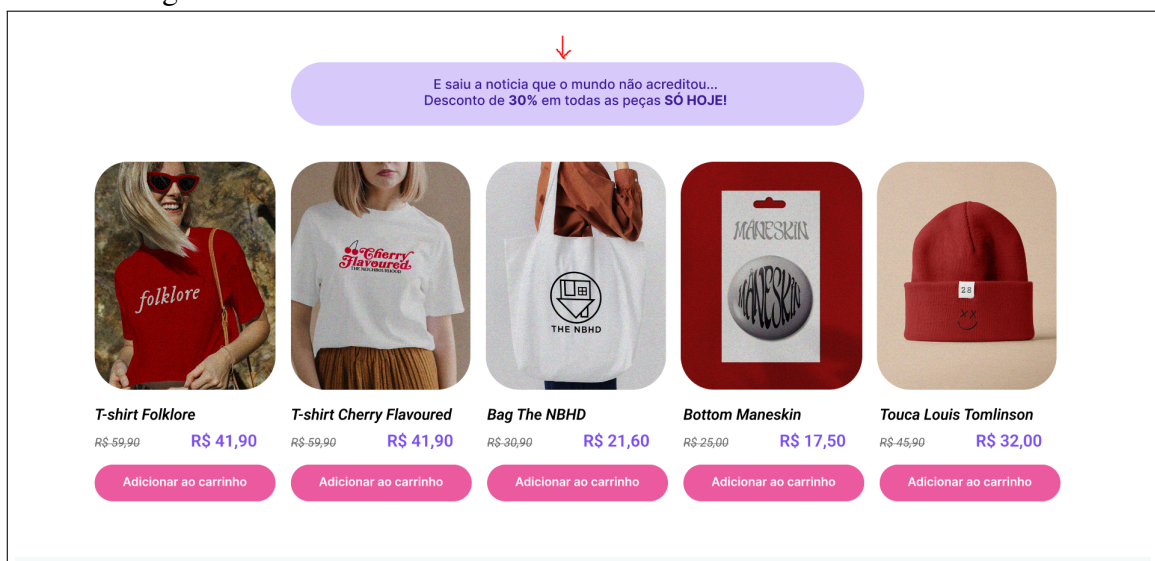 E saiu a noticia que o mundo não acreditou...
Desconto de 30% em todas as peças SÓ HOJE!
folklore
Cherry
Flavoured
THE NEIGHBOURHOOD
THE NBHD
MÅNESKIN
MÅNESKIN
28
xx
T-shirt Folklore
T-shirt Cherry Flavoured
Bag The NBHD
Bottom Maneskin
Touca Louis Tomlinson
R$ 59,90 R$ 41,90
R$ 59,90 R$ 41,90
R$ 30,90 R$ 21,60
R$ 25,00 R$ 17,50
R$ 45,90 R$ 32,00
Adicionar ao carrinho
Adicionar ao carrinho
Adicionar ao carrinho
Adicionar ao carrinho
Adicionar ao carrinho